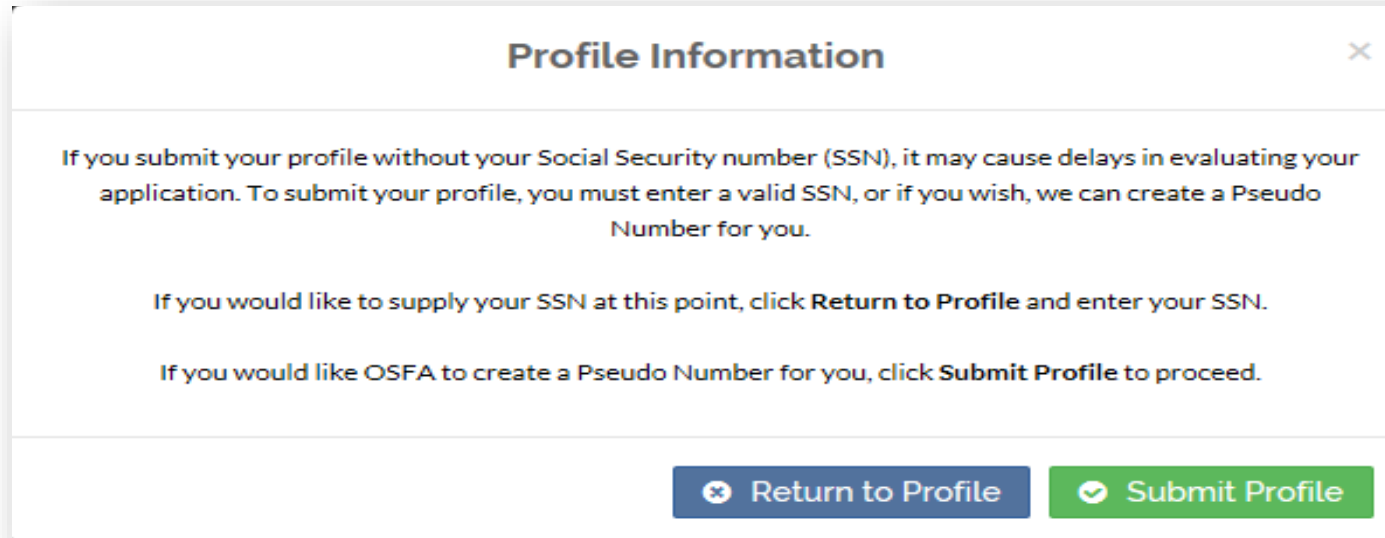 Profile Information
If you submit your profile without your Social Security number (SSN), it may cause delays in evaluating your
application. To submit your profile, you must enter a valid SSN, or if you wish, we can create a Pseudo
Number for you.
If you would like to supply your SSN at this point, click Return to Profile and enter your SSN.
If you would like OSFA to create a Pseudo Number for you, click Submit Profile to proceed.
Return to Profile
Submit Profile